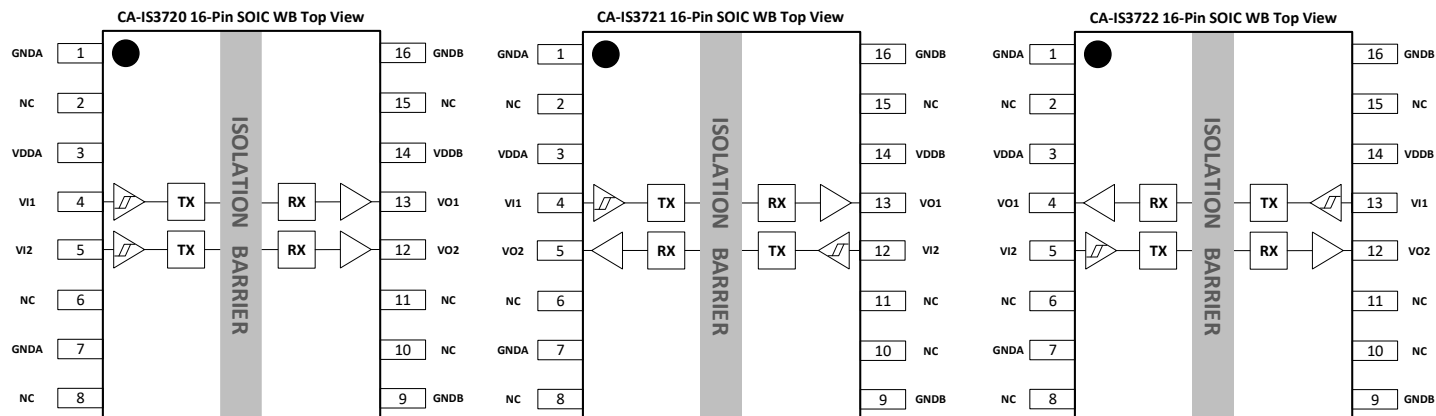 CA-IS3720 16-Pin SOIC WB Top View
GNDA 1 16 GNDB
NC 2 15 NC
VDDA 3 14 VDDB
VI1 4 TX RX 13 VO1
VI2 5 TX RX 12 VO2
NC 6 11 NC
GNDA 7 10 NC
NC 8 9 GNDB
ISOLATION BARRIER
CA-IS3721 16-Pin SOIC WB Top View
GNDA 1 16 GNDB
NC 2 15 NC
VDDA 3 14 VDDB
VI1 4 TX RX 13 VO1
VO2 5 RX TX 12 VI2
NC 6 11 NC
GNDA 7 10 NC
NC 8 9 GNDB
ISOLATION BARRIER
CA-IS3722 16-Pin SOIC WB Top View
GNDA 1 16 GNDB
NC 2 15 NC
VDDA 3 14 VDDB
VO1 4 RX TX 13 VI1
VI2 5 TX RX 12 VO2
NC 6 11 NC
GNDA 7 10 NC
NC 8 9 GNDB
ISOLATION BARRIER